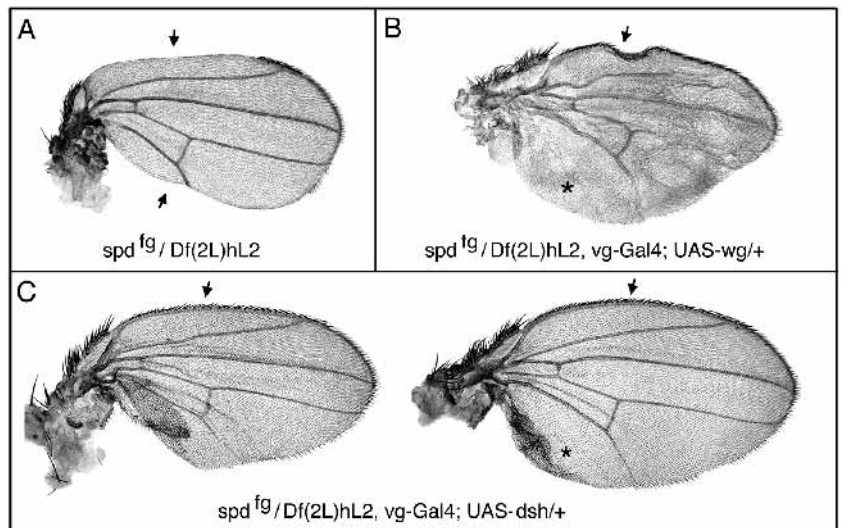 A
B
spd fg / Df(2L)hL2
spd fg / Df(2L)hL2, vg-Gal4; UAS-wg/+
*
C
*
spd fg / Df(2L)hL2, vg-Gal4; UAS-dsh/+